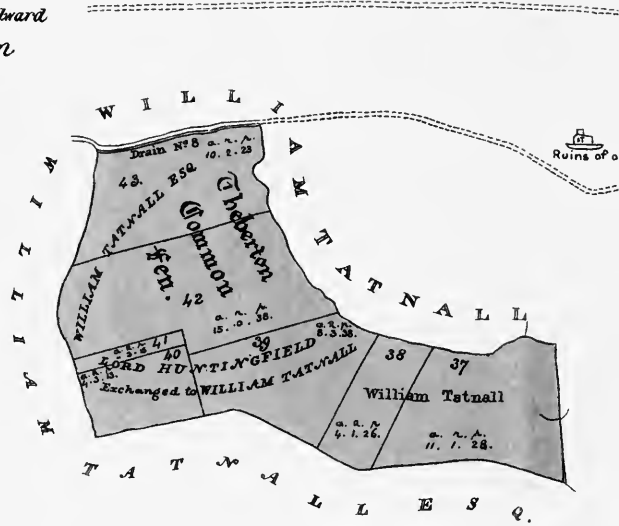 n
WILLIAM TATNALL
Ruins of a
WILLIAM TATNALL ESQ.
Drain Nº 8
a. r. p.
10. 2. 23
43.
WILLIAM TATNALL ESQ
Theberton
Common
Fen.
42
a. r. p.
15. 0. 38.
41
a. r. p.
40
LORD HUNTINGFIELD
Exchanged to WILLIAM TATNALL
39
a. r. p.
8. 3. 38.
38
37
William Tatnall
a. r. p.
4. 1. 26.
a. r. p.
11. 1. 28.